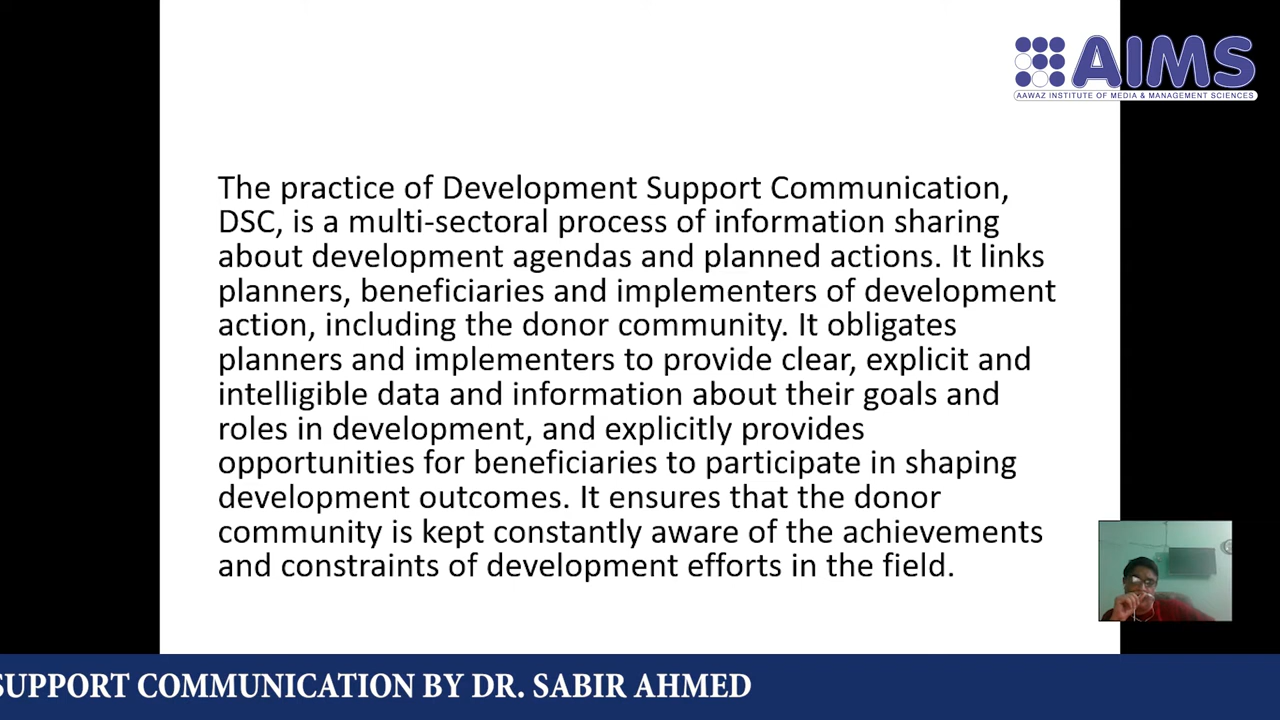 AIMS
AAWAZ INSTITUTE OF MEDIA & MANAGEMENT SCIENCES
The practice of Development Support Communication,
DSC, is a multi-sectoral process of information sharing
about development agendas and planned actions. It links
planners, beneficiaries and implementers of development
action, including the donor community. It obligates
planners and implementers to provide clear, explicit and
intelligible data and information about their goals and
roles in development, and explicitly provides
opportunities for beneficiaries to participate in shaping
development outcomes. It ensures that the donor
community is kept constantly aware of the achievements
and constraints of development efforts in the field.
SUPPORT COMMUNICATION BY DR. SABIR AHMED